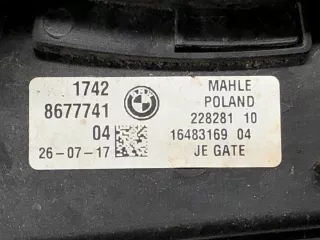 1742
8677741
04
26-07-17
BMW
MAHLE
POLAND
228281 10
16483169 04
JE GATE